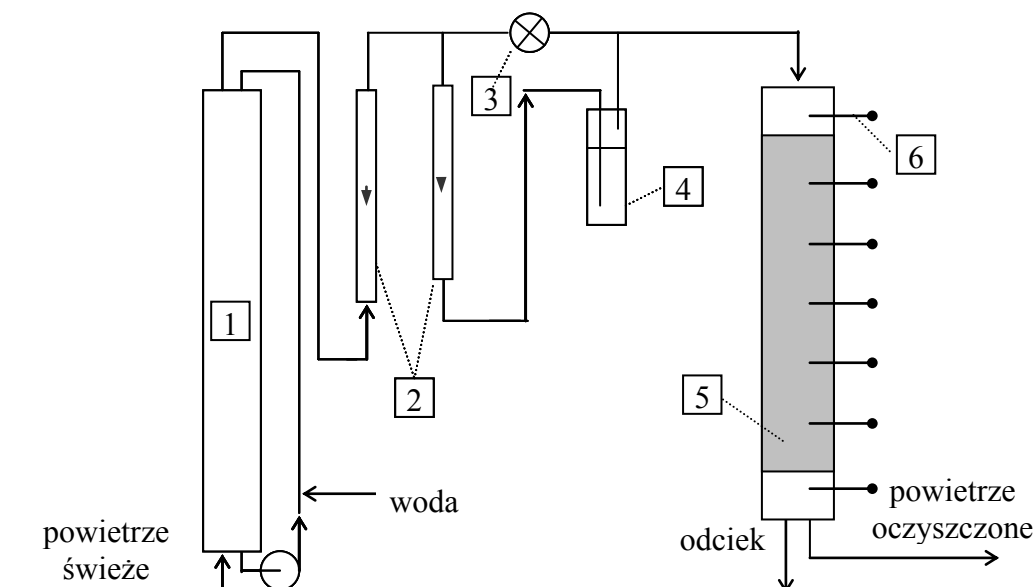 3
6
4
1
5
2
woda
powietrze
świeże
odciek
powietrze
oczyszczone